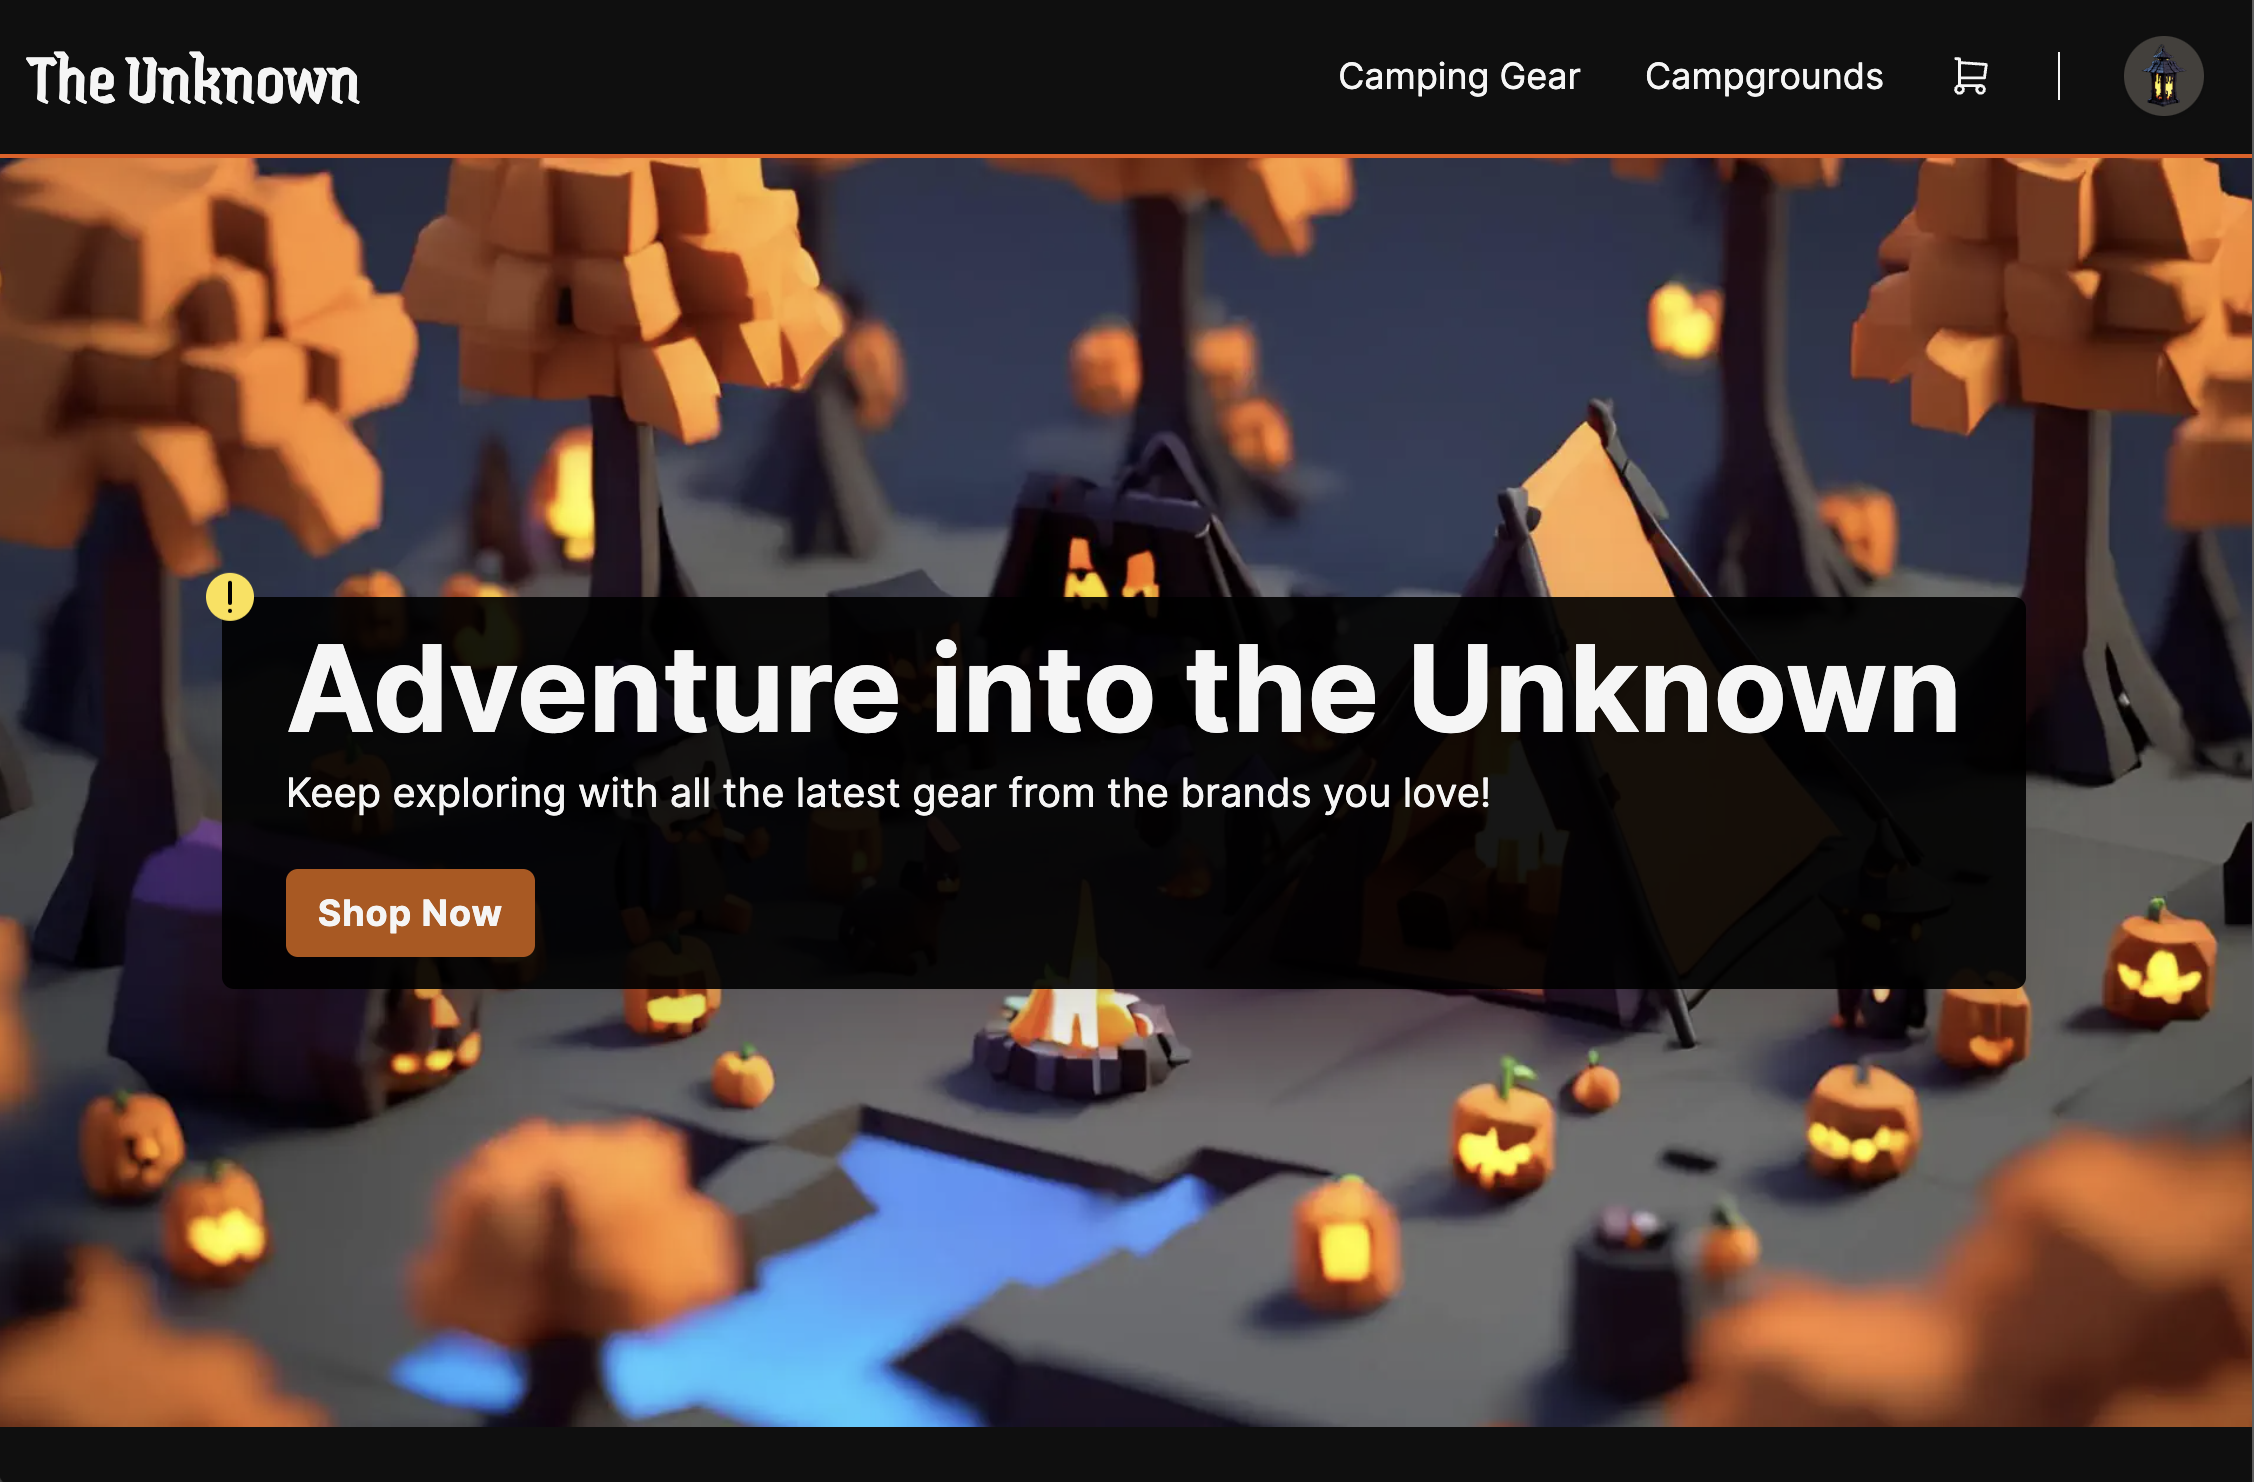 The Unknown
Camping Gear Campgrounds
!
Adventure into the Unknown
Keep exploring with all the latest gear from the brands you love!
Shop Now